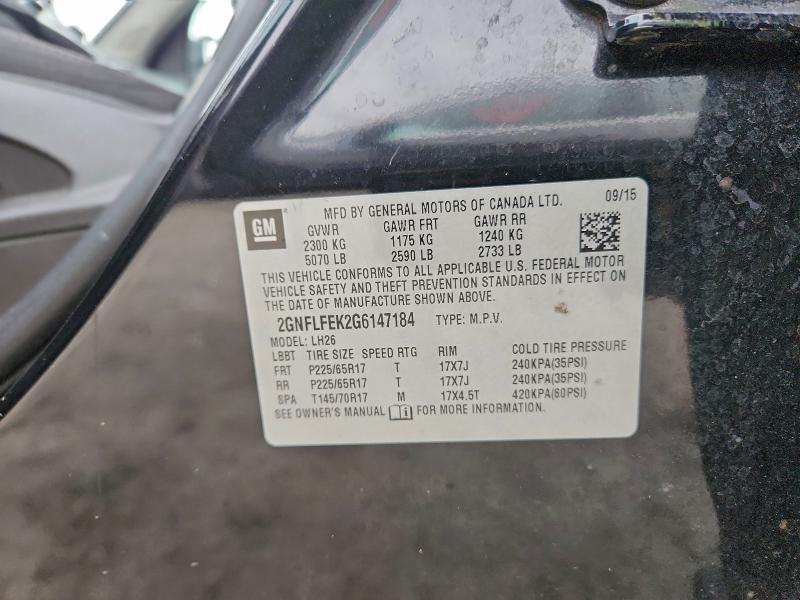 GM
MFD BY GENERAL MOTORS OF CANADA LTD. 09/15
GVWR GAWR FRT GAWR RR
2300 KG 1175 KG 1240 KG
5070 LB 2590 LB 2733 LB
THIS VEHICLE CONFORMS TO ALL APPLICABLE U.S. FEDERAL MOTOR
VEHICLE SAFETY AND THEFT PREVENTION STANDARDS IN EFFECT ON
THE DATE OF MANUFACTURE SHOWN ABOVE.
2GNFLFEK2G6147184 TYPE: M.P.V.
MODEL: LH26
LBBT TIRE SIZE SPEED RTG RIM COLD TIRE PRESSURE
FRT P225/65R17 T 17X7J 240KPA(35PSI)
RR P225/65R17 T 17X7J 240KPA(35PSI)
SPA T145/70R17 M 17X4.5T 420KPA(60PSI)
SEE OWNER'S MANUAL FOR MORE INFORMATION.